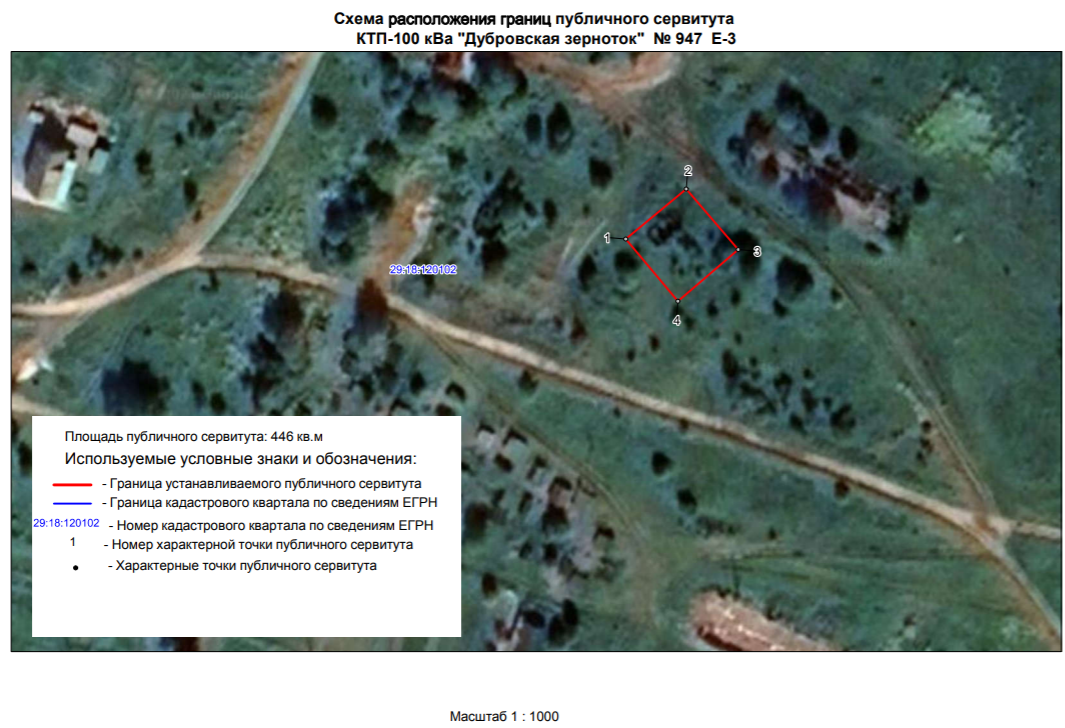 Схема расположения границ публичного сервитута
КТП-100 кВа "Дубровская зерноток" № 947 Е-3
2
1
3
29:18:120102
4
Площадь публичного сервитута: 446 кв.м
Используемые условные знаки и обозначения:
- Граница устанавливаемого публичного сервитута
- Граница кадастрового квартала по сведениям ЕГРН
29:18:120102 - Номер кадастрового квартала по сведениям ЕГРН
1 - Номер характерной точки публичного сервитута
- Характерные точки публичного сервитута
Масштаб 1 : 1000